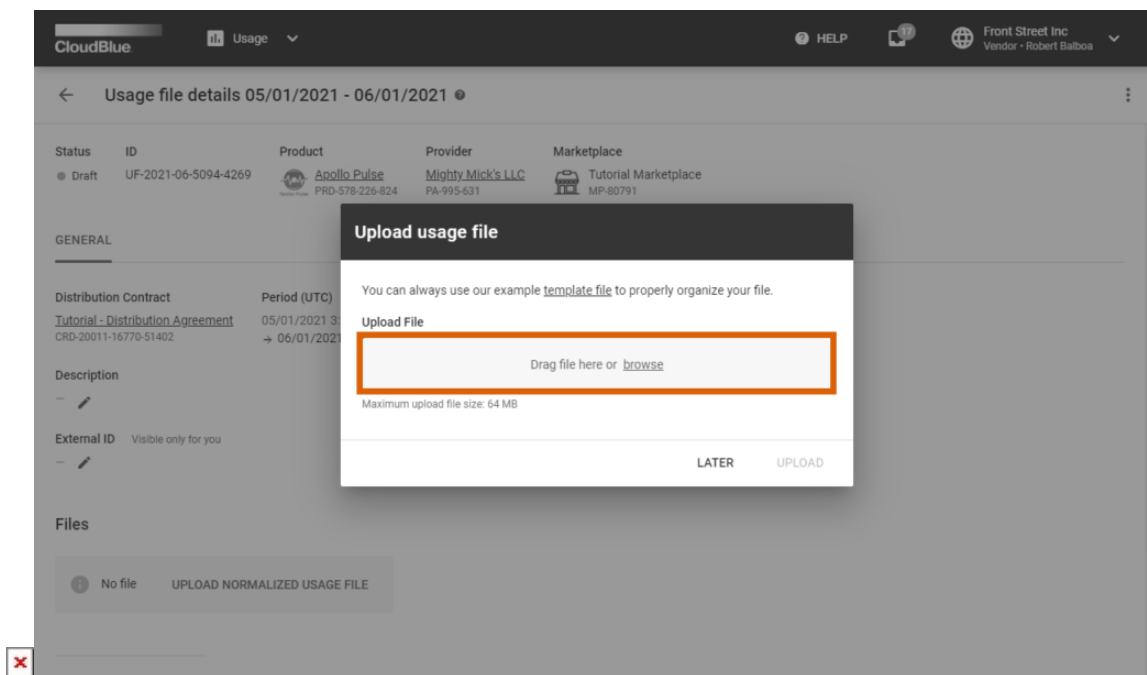 CloudBlue
Usage
HELP
17
Front Street Inc
Vendor • Robert Balboa
Usage file details 05/01/2021 - 06/01/2021
Status
ID
Product
Provider
Marketplace
Draft
UF-2021-06-5094-4269
Apollo Pulse
PRD-578-226-824
Mighty Mick's LLC
PA-995-631
Tutorial Marketplace
MP-80791
GENERAL
Upload usage file
You can always use our example template file to properly organize your file.
Upload File
Drag file here or browse
Maximum upload file size: 64 MB
LATER
UPLOAD
Distribution Contract
Tutorial - Distribution Agreement
CRD-20011-16770-51402
Period (UTC)
05/01/2021 3:
→ 06/01/2021
Description
–
External ID Visible only for you
–
Files
No file
UPLOAD NORMALIZED USAGE FILE